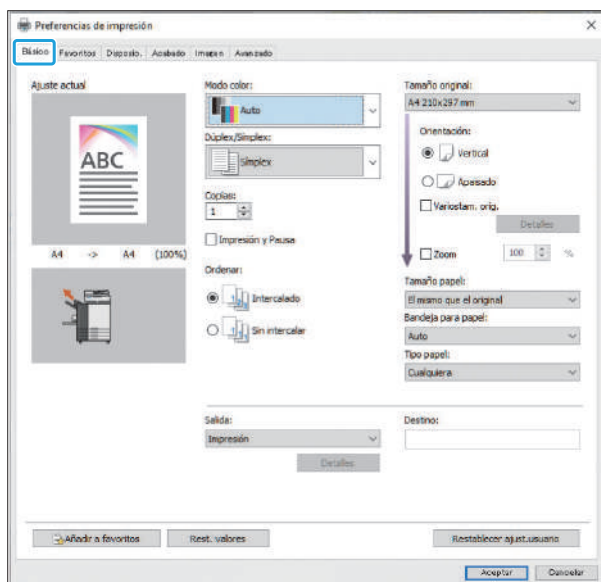 Preferencias de impresión
Básico Favoritos Disposic. Acabado Imagen Avanzado
Ajuste actual
ABC
A4 -> A4 (100%)
Modo color:
Auto
Dúplex/Símplex:
Símplex
Copias:
1
Impresión y Pausa
Ordenar:
Intercalado
Sin intercalar
Tamaño original:
A4 210x297 mm
Orientación:
Vertical
Apaisado
Variostam. orig.
Detalles
Zoom 100 %
Tamaño papel:
El mismo que el original
Bandeja para papel:
Auto
Tipo papel:
Cualquiera
Salida:
Impresión
Detalles
Destino:
Añadir a favoritos Rest. valores Restablecer ajust.usuario
Aceptar Cancelar